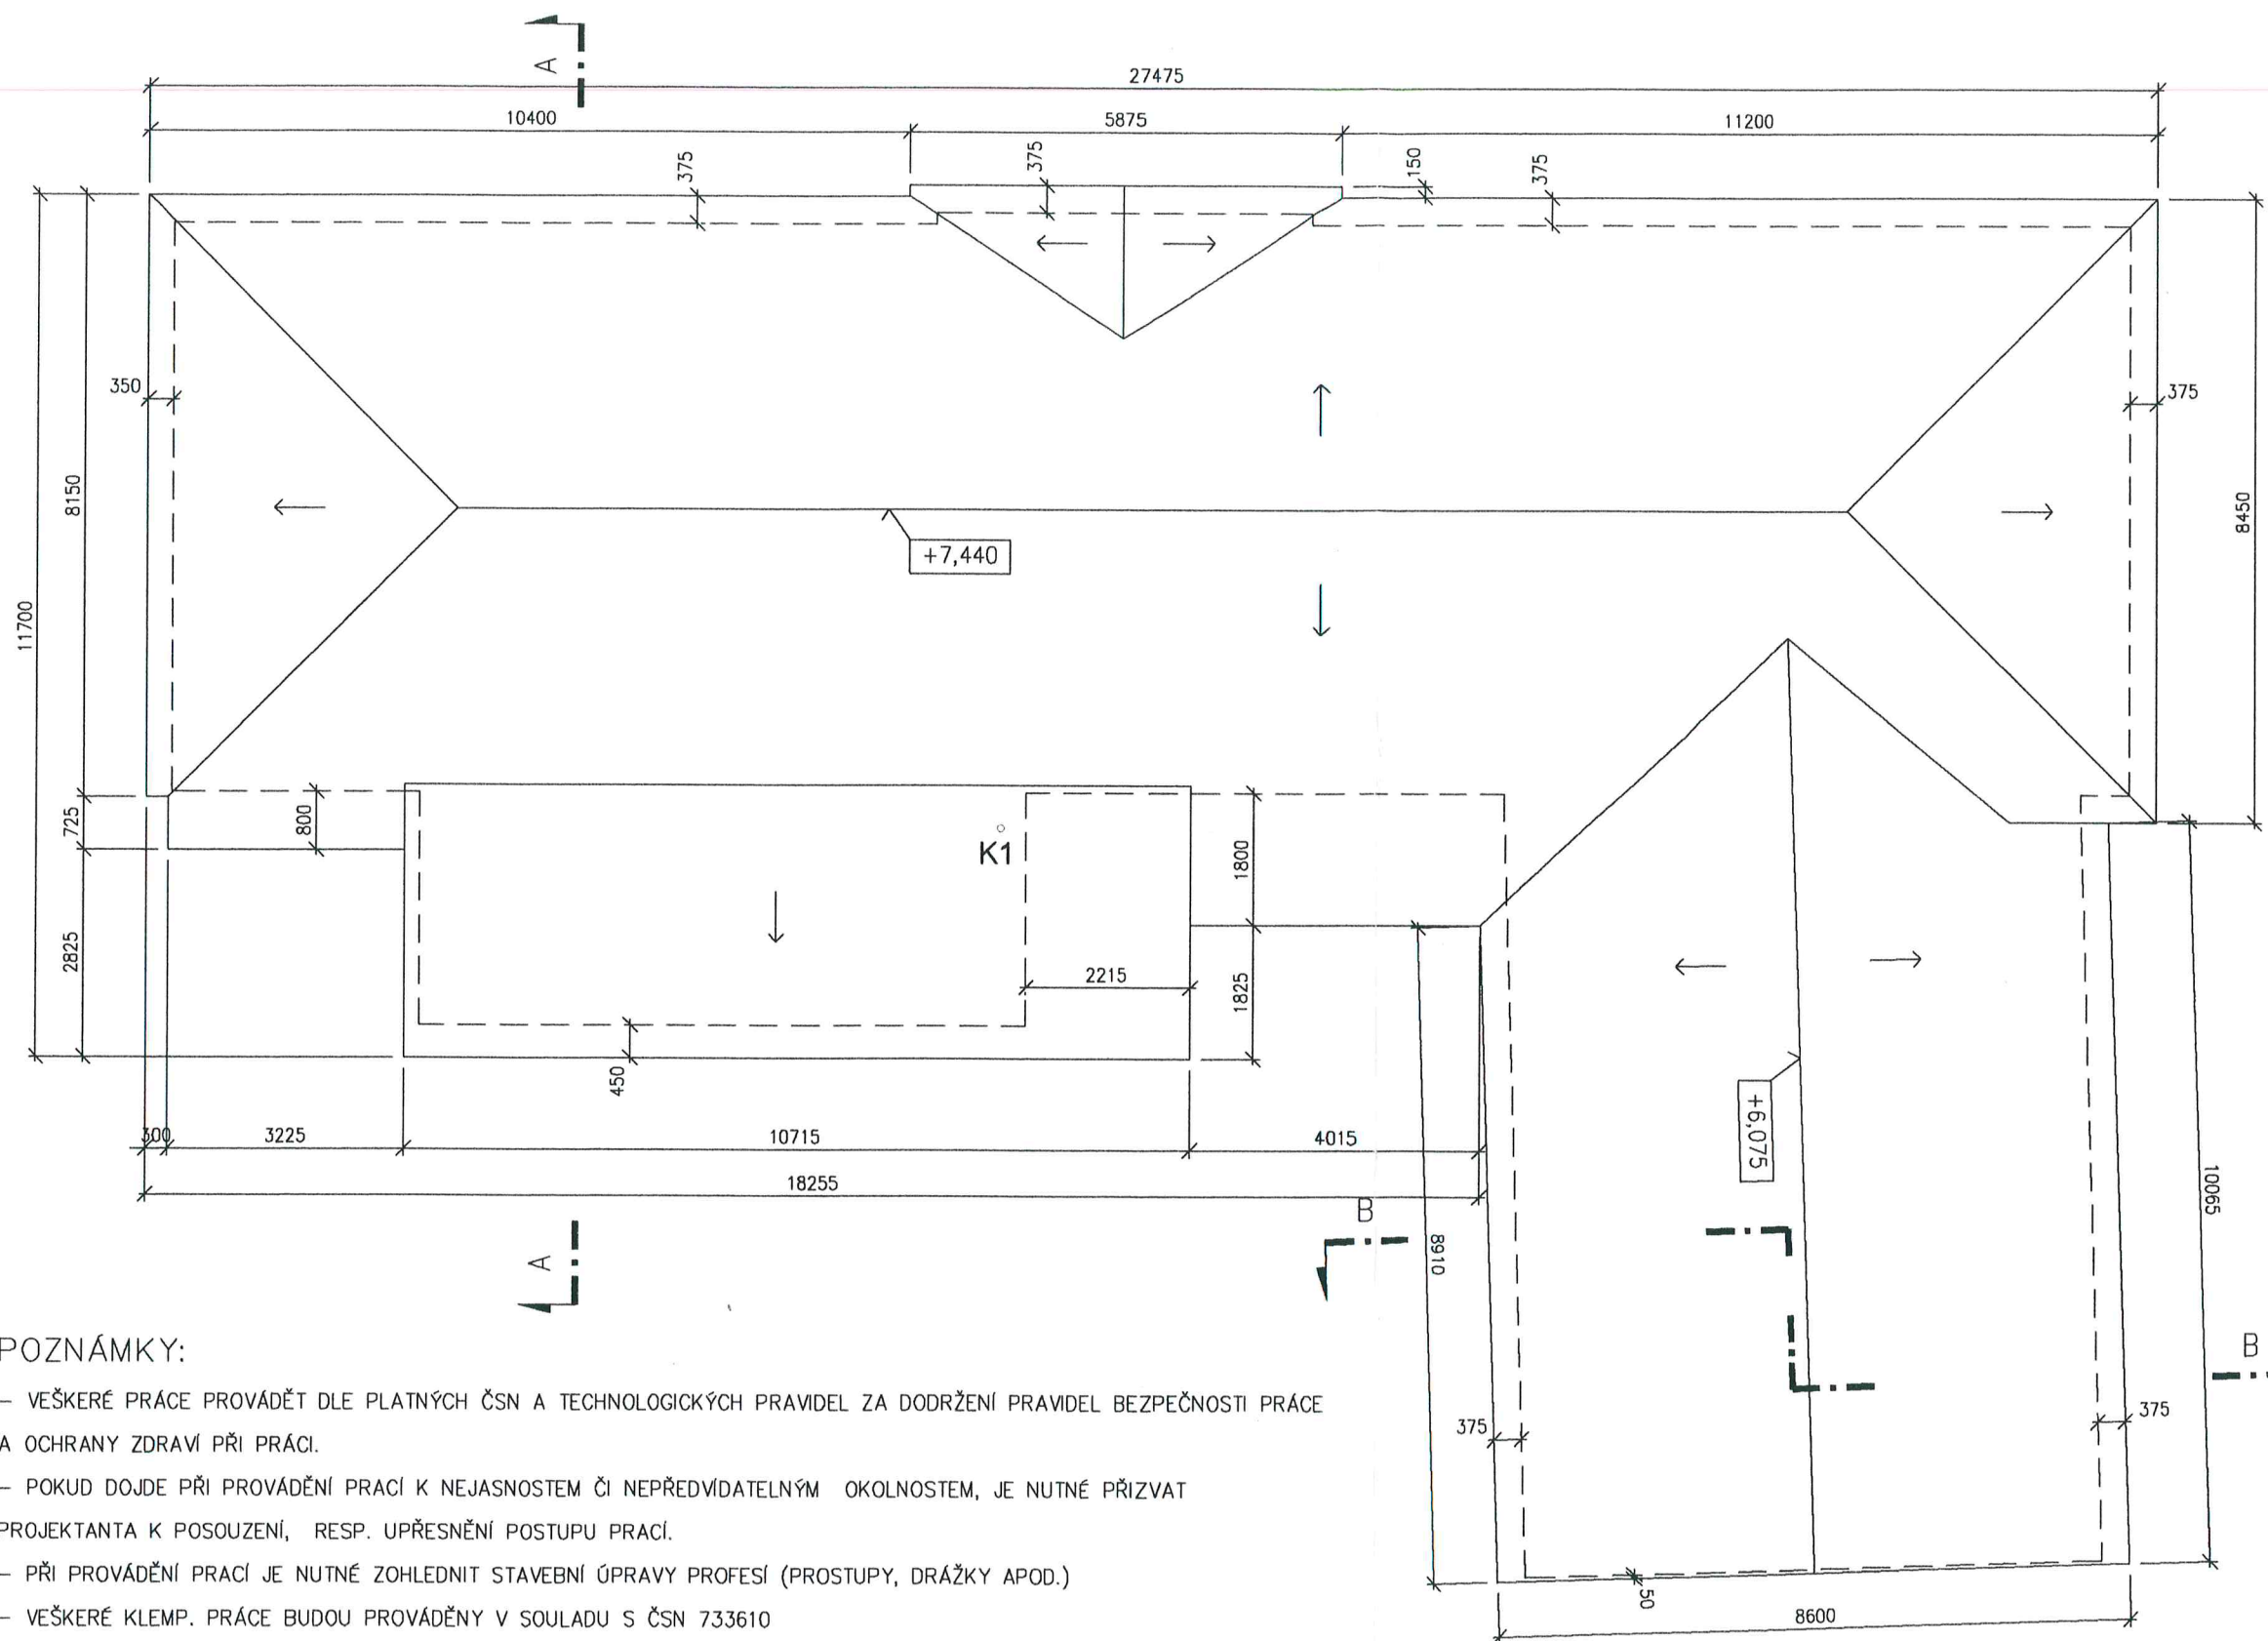 A
27475
10400
5875
11200
375
375
150
375
350
375
8150
8450
11700
+7,440
725
800
K1
1800
2825
2215
1825
450
+6,075
300
3225
10715
4015
18255
10065
A
B
8910
B
375
375
50
8600
POZNÁMKY:
– VEŠKERÉ PRÁCE PROVÁDĚT DLE PLATNÝCH ČSN A TECHNOLOGICKÝCH PRAVIDEL ZA DODRŽENÍ PRAVIDEL BEZPEČNOSTI PRÁCE
A OCHRANY ZDRAVÍ PŘI PRÁCI.
– POKUD DOJDE PŘI PROVÁDĚNÍ PRACÍ K NEJASNOSTEM ČI NEPŘEDVÍDATELNÝM OKOLNOSTEM, JE NUTNÉ PŘIZVAT
PROJEKTANTA K POSOUZENÍ, RESP. UPŘESNĚNÍ POSTUPU PRACÍ.
– PŘI PROVÁDĚNÍ PRACÍ JE NUTNÉ ZOHLEDNIT STAVEBNÍ ÚPRAVY PROFESÍ (PROSTUPY, DRÁŽKY APOD.)
– VEŠKERÉ KLEMP. PRÁCE BUDOU PROVÁDĚNY V SOULADU S ČSN 733610